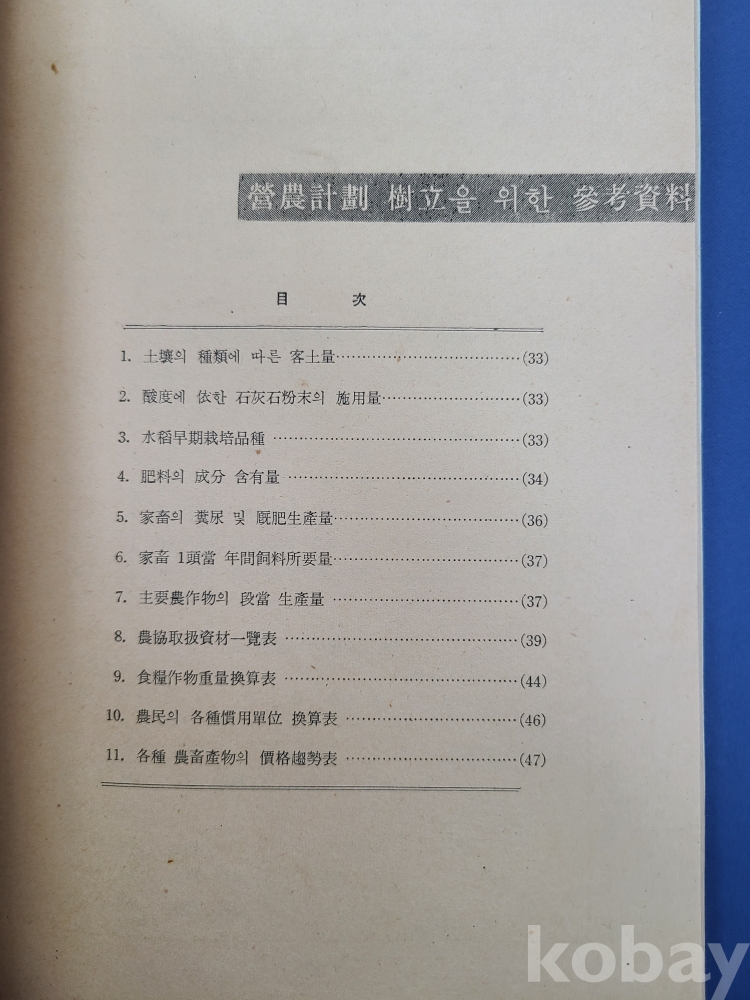 營農計劃 樹立을 위한 參考資料
目 次
1. 土壤의 種類에 따른 客土量……………………………(33)
2. 酸度에 依한 石灰石粉末의 施用量……………………(33)
3. 水稻早期栽培品種 ……………………………………(33)
4. 肥料의 成分 含有量 …………………………………(34)
5. 家畜의 糞尿 및 廐肥生產量……………………………(36)
6. 家畜 1頭當 年間飼料所要量……………………………(37)
7. 主要農作物의 段當 生產量 ……………………………(37)
8. 農協取扱資材一覽表 …………………………………(39)
9. 食糧作物重量換算表 …………………………………(44)
10. 農民의 各種慣用單位 換算表 …………………………(46)
11. 各種 農畜產物의 價格趨勢表 …………………………(47)
kobay